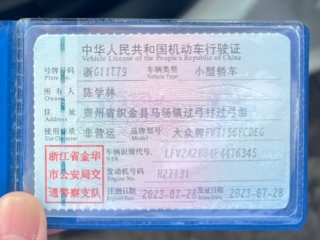 中华人民共和国机动车行驶证
Vehicle License of the People's Republic of China
号牌号码 浙G11T79 车辆类型 小型轿车
Plate No. Vehicle Type
所有人 陈学林
Owner
住址 贵州省织金县马场镇过弓村过弓组
Address
使用性质 非营运 品牌型号 大众牌FV7156FCDEG
Use Character Model
浙江省金华
市公安局交
通警察支队
车辆识别代号 LFV2A2BU4P4476345
VIN
发动机号码 H27131
Engine No.
注册日期 2023-07-28 发证日期 2023-07-28
Register Date Issue Date